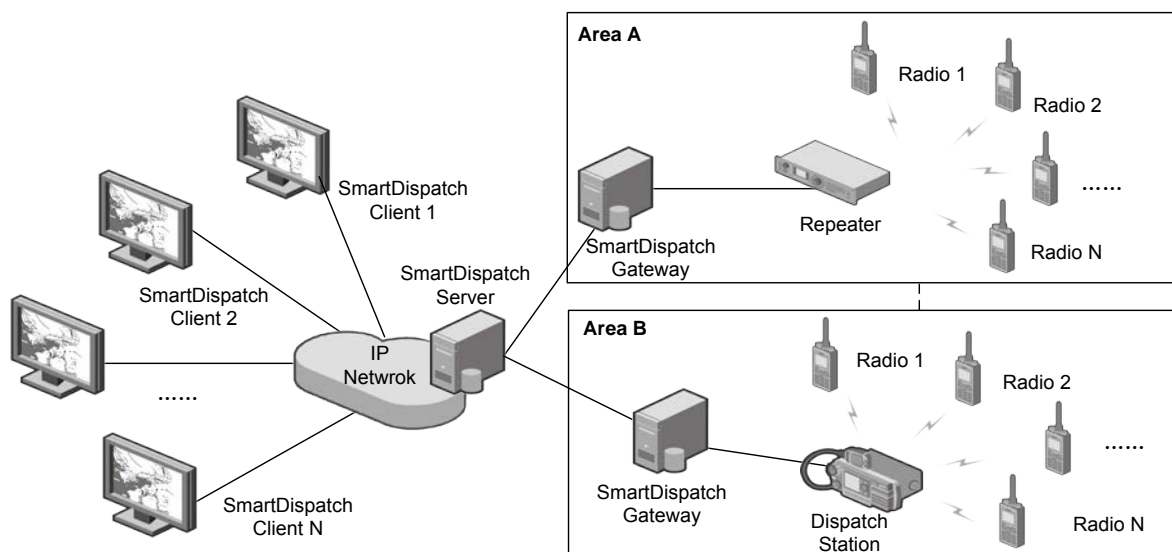 Area A
Radio 1
Radio 2
……
Radio N
Repeater
SmartDispatch
Gateway
SmartDispatch
Client 1
SmartDispatch
Client 2
SmartDispatch
Server
IP
Netwrok
……
SmartDispatch
Client N
Area B
Radio 1
Radio 2
……
Radio N
SmartDispatch
Gateway
Dispatch
Station